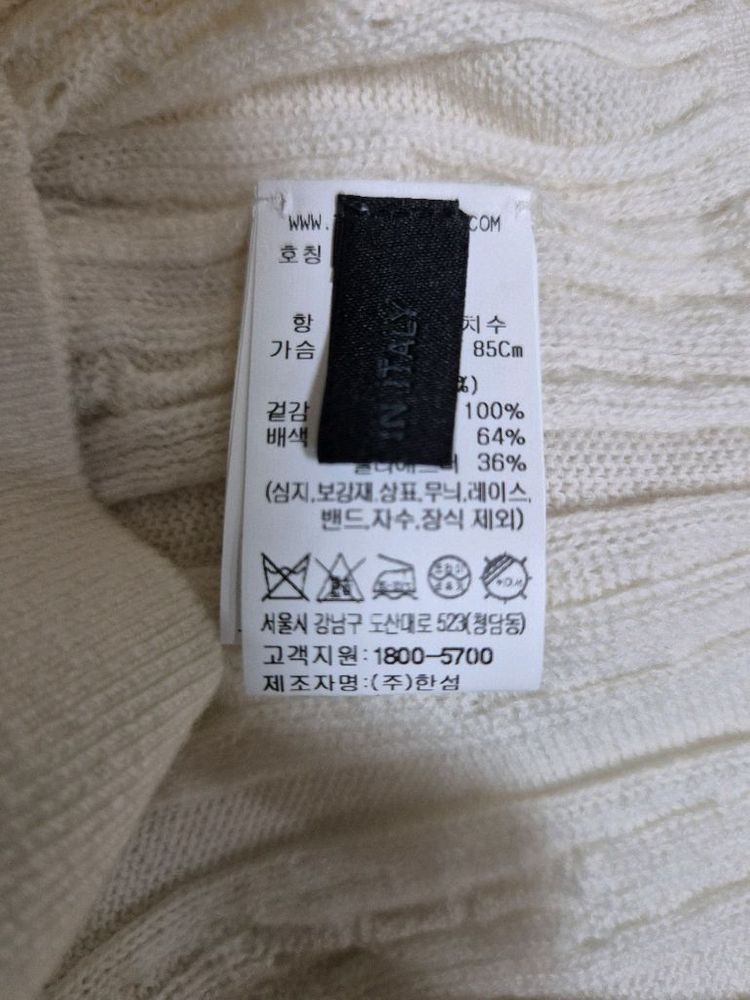 WWW. COM
호칭
항 치수
가슴 85Cm
%)
겉감 100%
배색 64%
36%
(심지,보강재,상표,무늬,레이스,
밴드,자수,장식 제외)
서울시 강남구 도산대로 523(청담동)
고객지원:1800-5700
제조자명:(주)한섬
IN ITALY